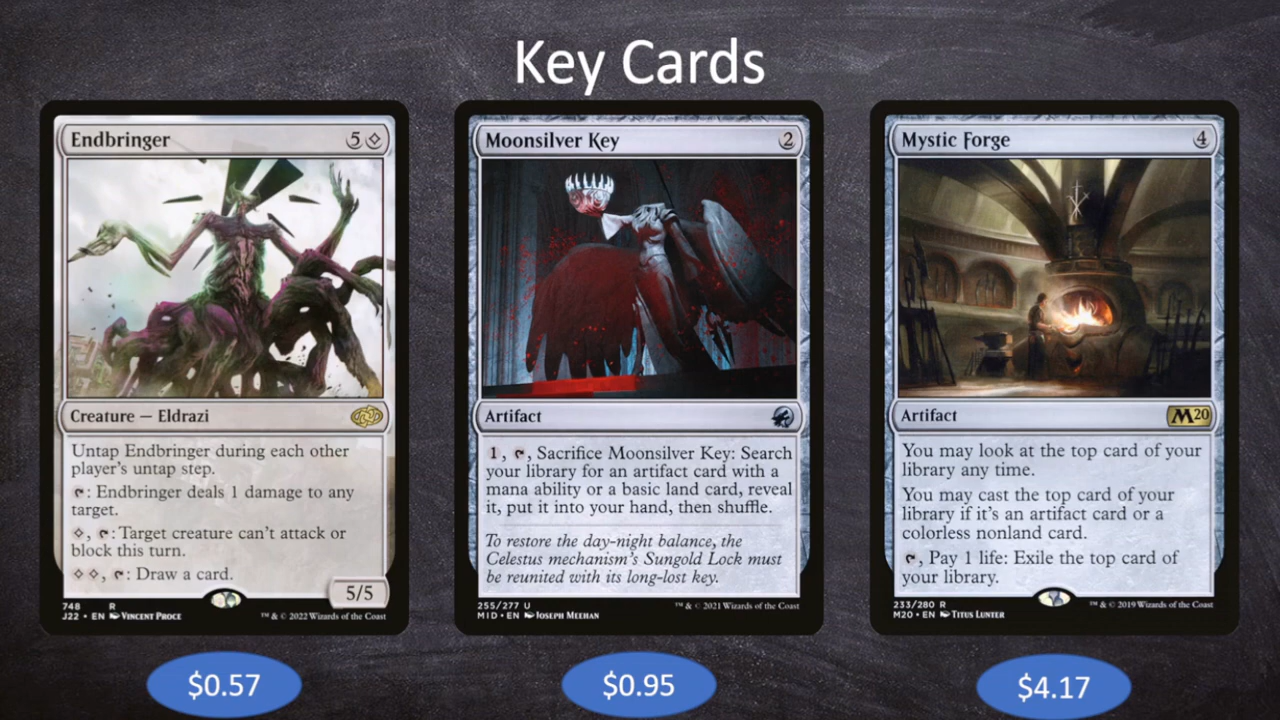 Key Cards
Endbringer 5
Creature — Eldrazi
Untap Endbringer during each other
player's untap step.
: Endbringer deals 1 damage to any
target.
, : Target creature can't attack or
block this turn.
, : Draw a card.
5/5
748 R
J22 • EN Vincent Proce
™ & © 2022 Wizards of the Coast
$0.57
Moonsilver Key 2
Artifact
1, , Sacrifice Moonsilver Key: Search
your library for an artifact card with a
mana ability or a basic land card, reveal
it, put it into your hand, then shuffle.
To restore the day-night balance, the
Celestus mechanism's Sungold Lock must
be reunited with its long-lost key.
255/277 U
MID • EN Joseph Meehan
™ & © 2021 Wizards of the Coast
$0.95
Mystic Forge 4
Artifact M20
You may look at the top card of your
library any time.
You may cast the top card of your
library if it's an artifact card or a
colorless nonland card.
, Pay 1 life: Exile the top card of
your library.
233/280 R
M20 • EN Titus Lunter
™ & © 2019 Wizards of the Coast
$4.17